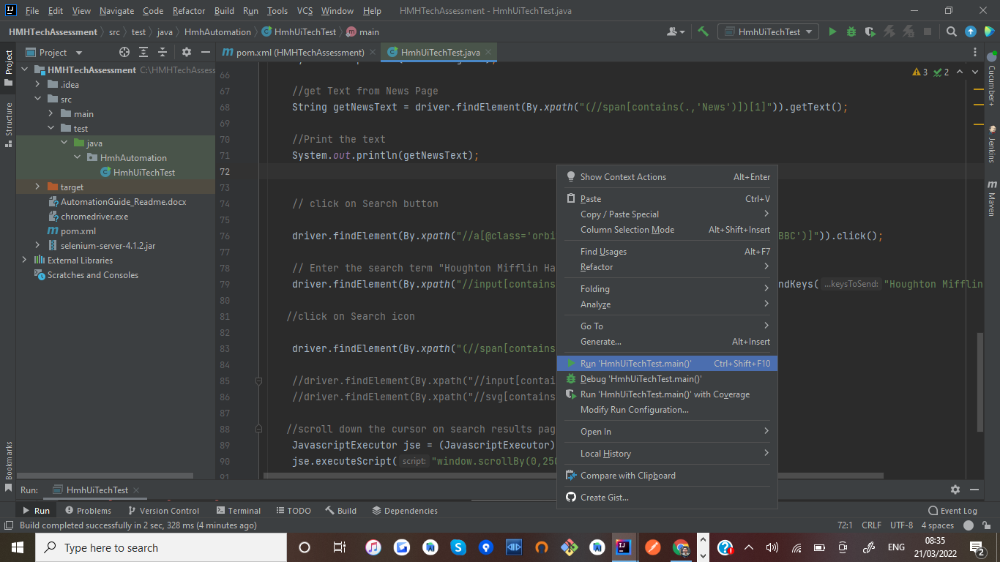 File Edit View Navigate Code Refactor Build Run Tools VCS Window Help HMHTechAssessment - HmhUiTechTest.java
HMHTechAssessment src test java HmhAutomation HmhUiTechTest main HmhUiTechTest
Project
Structure
Bookmarks
Project
HMHTechAssessment C:\HMHTechAssess
.idea
src
main
test
java
HmhAutomation
HmhUiTechTest
target
AutomationGuide_Readme.docx
chromedriver.exe
pom.xml
selenium-server-4.1.2.jar
External Libraries
Scratches and Consoles
pom.xml (HMHTechAssessment) HmhUiTechTest.java
3 2
66
67 //get Text from News Page
68 String getNewsText = driver.findElement(By.xpath("(//span[contains(.,'News')])[1]")).getText();
69
70 //Print the text
71 System.out.println(getNewsText);
72
73
74 // click on Search button
75
76 driver.findElement(By.xpath("//a[@class='orbi BBC')]")).click();
77
78 // Enter the search term "Houghton Mifflin Ha
79 driver.findElement(By.xpath("//input[contains ndKeys( ...keysToSend: "Houghton Mifflin
80
81 //click on Search icon
82
83 driver.findElement(By.xpath("(//span[contains
84
85 //driver.findElement(By.xpath("//input[contai
86 //driver.findElement(By.xpath("//svg[contains
87
88 //scroll down the cursor on search results pag
89 JavascriptExecutor jse = (JavascriptExecutor)
90 jse.executeScript( script: "window.scrollBy(0,250
91
Show Context Actions Alt+Enter
Paste Ctrl+V
Copy / Paste Special
Column Selection Mode Alt+Shift+Insert
Find Usages Alt+F7
Refactor
Folding
Analyze
Go To
Generate... Alt+Insert
Run 'HmhUiTechTest.main()' Ctrl+Shift+F10
Debug 'HmhUiTechTest.main()'
Run 'HmhUiTechTest.main()' with Coverage
Modify Run Configuration...
Open In
Local History
Compare with Clipboard
Create Gist...
Cucumber+
Jenkins
Maven
Run: HmhUiTechTest
Run Problems Version Control Terminal TODO Build Dependencies Event Log
Build completed successfully in 2 sec, 328 ms (4 minutes ago) 72:1 CRLF UTF-8 4 spaces
Type here to search ENG 08:35
21/03/2022 2